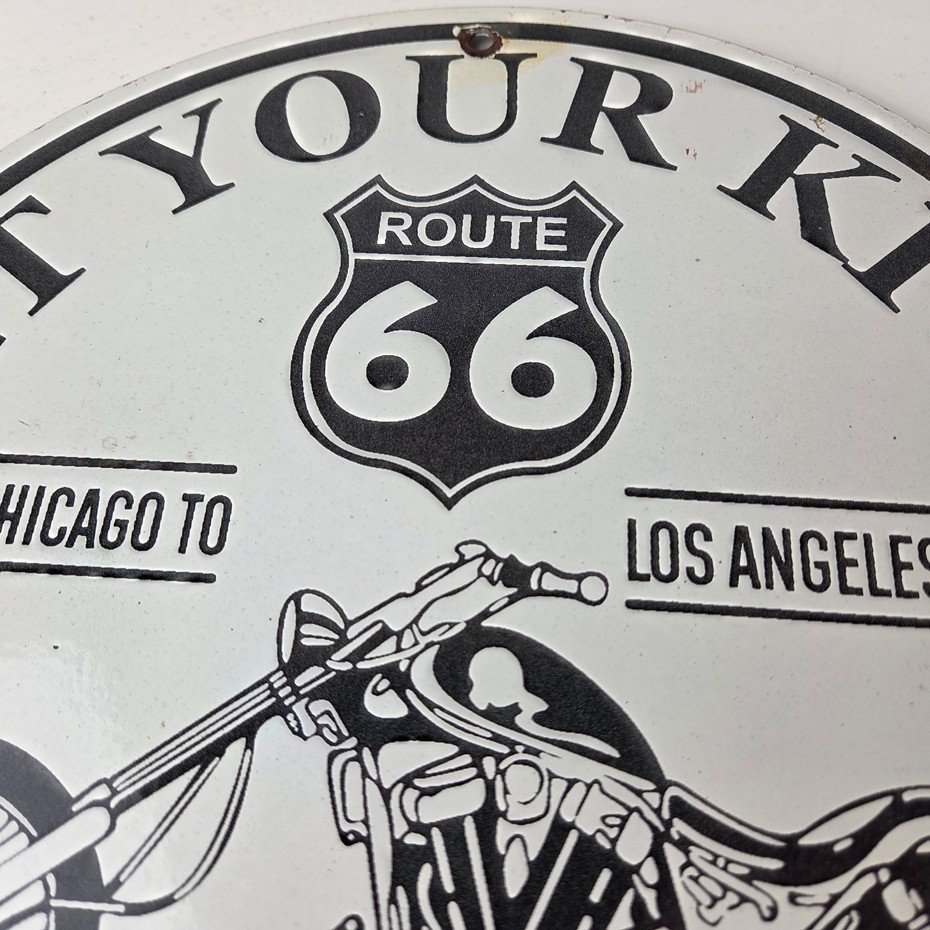 T YOUR KI
ROUTE
66
HICAGO TO
LOS ANGELES